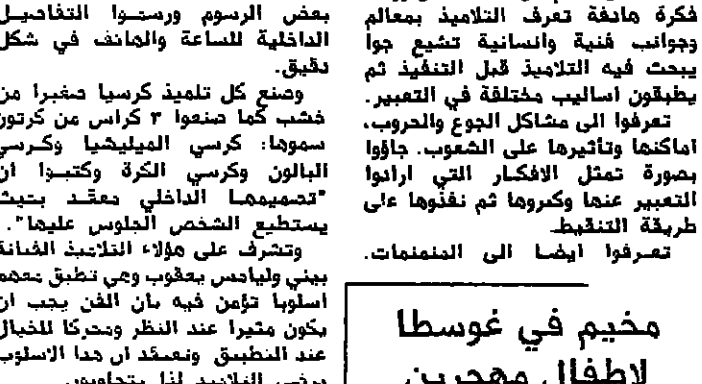 فكرة هادفة تعرف التلاميذ بمعالم
وجوانب فنية وانسانية تشيع جوا
يبحث فيه التلاميذ قبل التنفيذ ثم
يطبقون اساليب مختلفة في التعبير.
تعرفوا الى مشاكل الجوع والحروب،
اماكنها وتأثيرها على الشعوب. جاؤوا
بصورة تمثل الافكار التي ارادوا
التعبير عنها وكبروها ثم نفذوها على
طريقة التنقيط.
تعرفوا ايضا الى المنمنمات.
مخيم في غوسطا
لاطفال مهجرين
بعض الرسوم ورسموا التفاصيل
الداخلية للساعة والهاتف في شكل
دقيق.
وصنع كل تلميذ كرسيا صغيرا من
خشب كما صنعوا ٣ كراس من كرتون
سموها: كرسي الميليشيا وكرسي
البالون وكرسي الكرة وكتبوا ان
"تصميمها الداخلي معقد بحيث
يستطيع الشخص الجلوس عليها".
وتشرف على هؤلاء التلاميذ الفنانة
بيني وليامس يعقوب وهي تطبق معهم
اسلوبا تؤمن فيه بان الفن يجب ان
يكون مثيرا عند النظر ومحركا للخيال
عند التطبيق ونعتقد ان هذا الاسلوب
يرضي التلاميذ لذا يتجاوبون